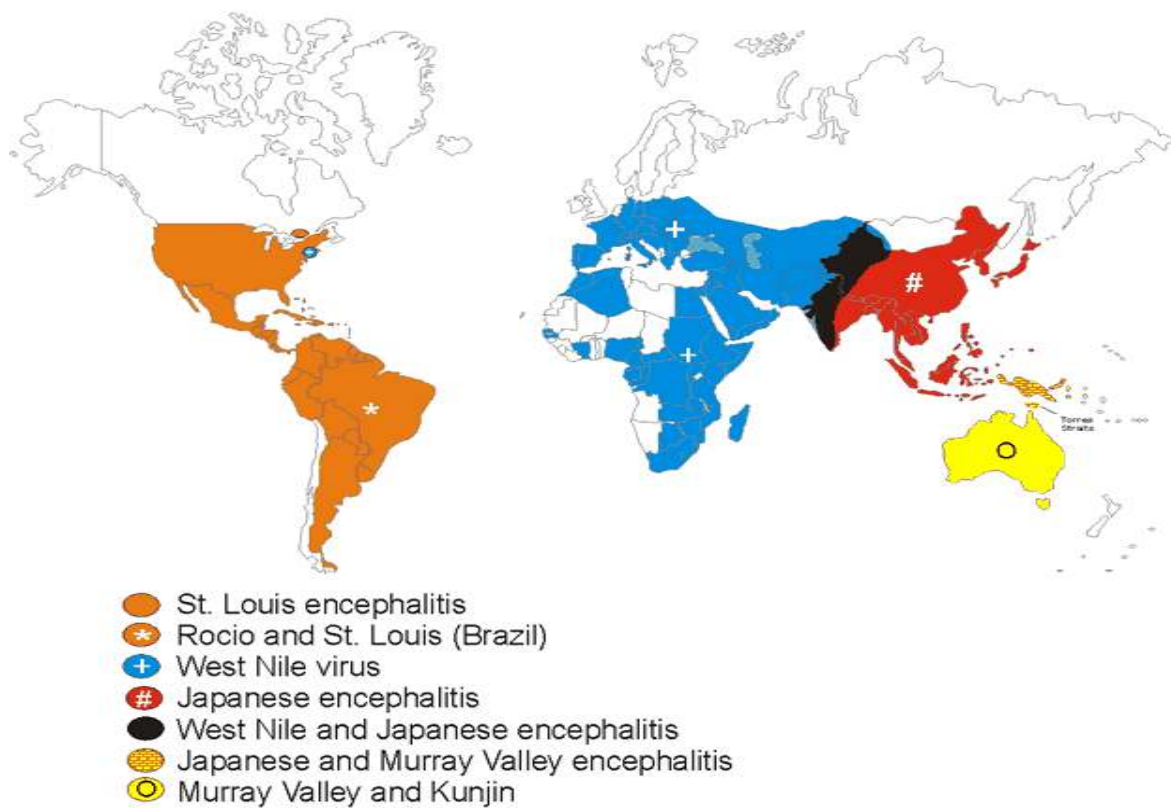 Torres
Straits
St. Louis encephalitis
* Rocio and St. Louis (Brazil)
+ West Nile virus
# Japanese encephalitis
West Nile and Japanese encephalitis
Japanese and Murray Valley encephalitis
Murray Valley and Kunjin